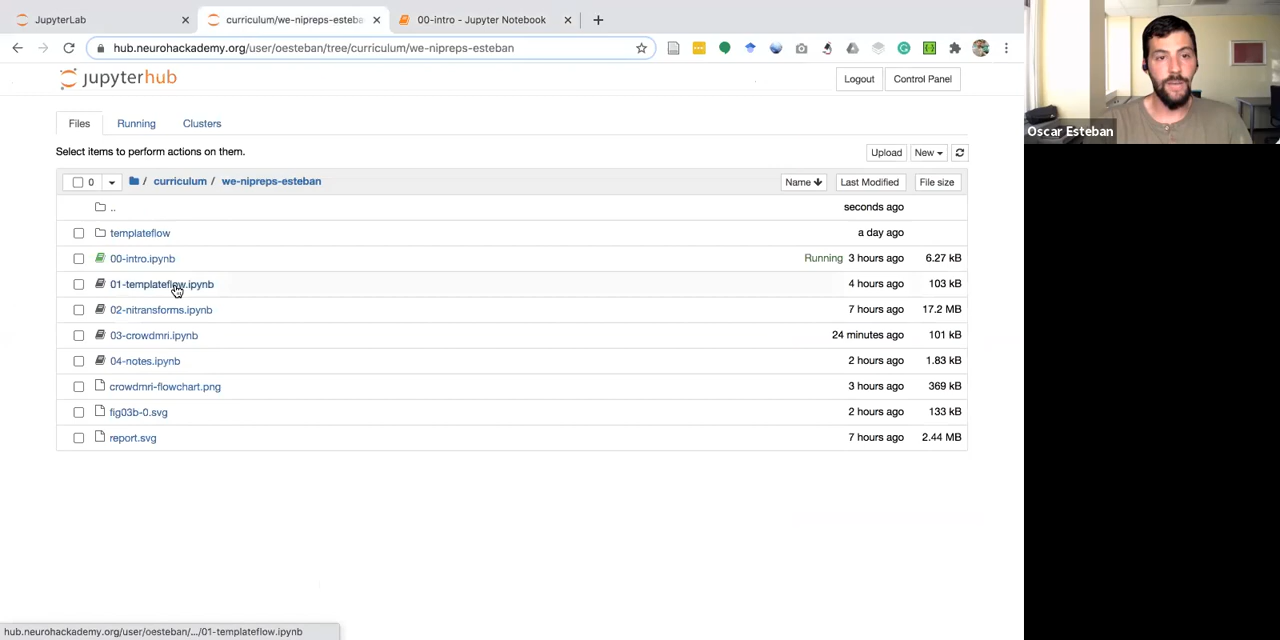 JupyterLab
curriculum/we-nipreps-esteba
00-intro - Jupyter Notebook
hub.neurohackademy.org/user/oesteban/tree/curriculum/we-nipreps-esteban
jupyterhub
Logout
Control Panel
Files
Running
Clusters
Select items to perform actions on them.
Upload
New
0
/ curriculum / we-nipreps-esteban
Name
Last Modified
File size
..
seconds ago
templateflow
a day ago
00-intro.ipynb
Running 3 hours ago
6.27 kB
01-templateflow.ipynb
4 hours ago
103 kB
02-nitransforms.ipynb
7 hours ago
17.2 MB
03-crowdmri.ipynb
24 minutes ago
101 kB
04-notes.ipynb
2 hours ago
1.83 kB
crowdmri-flowchart.png
3 hours ago
369 kB
fig03b-0.svg
2 hours ago
133 kB
report.svg
7 hours ago
2.44 MB
hub.neurohackademy.org/user/oesteban/.../01-templateflow.ipynb
Oscar Esteban